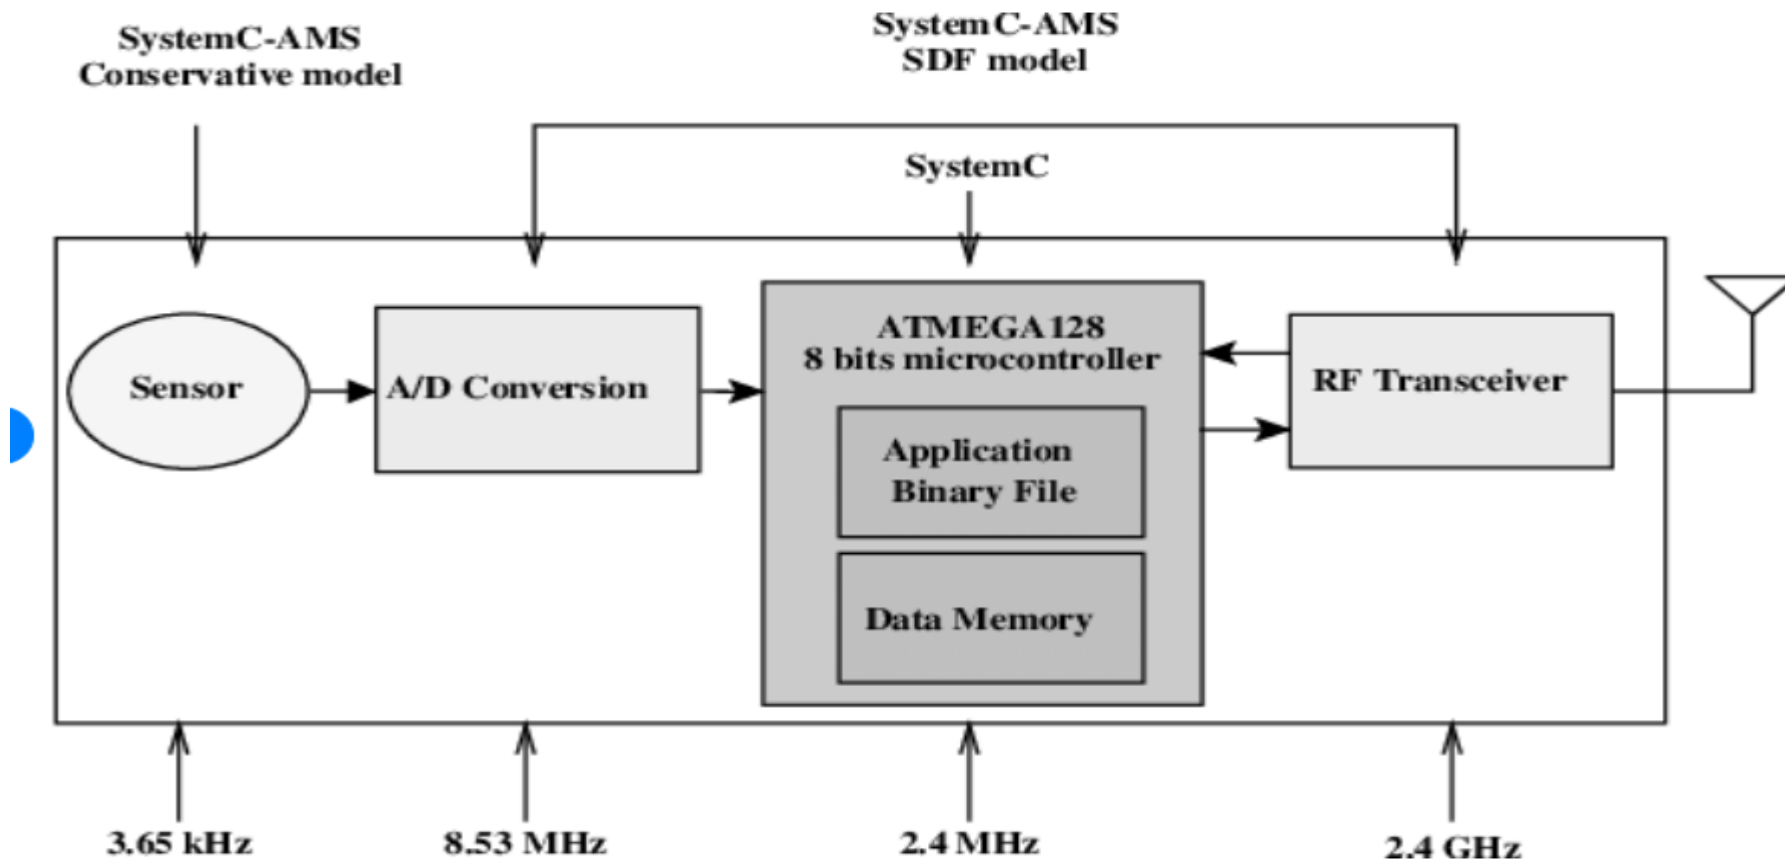 SystemC-AMS
Conservative model
SystemC-AMS
SDF model
SystemC
Sensor
A/D Conversion
ATMEGA128
8 bits microcontroller
Application
Binary File
Data Memory
RF Transceiver
3.65 kHz
8.53 MHz
2.4 MHz
2.4 GHz